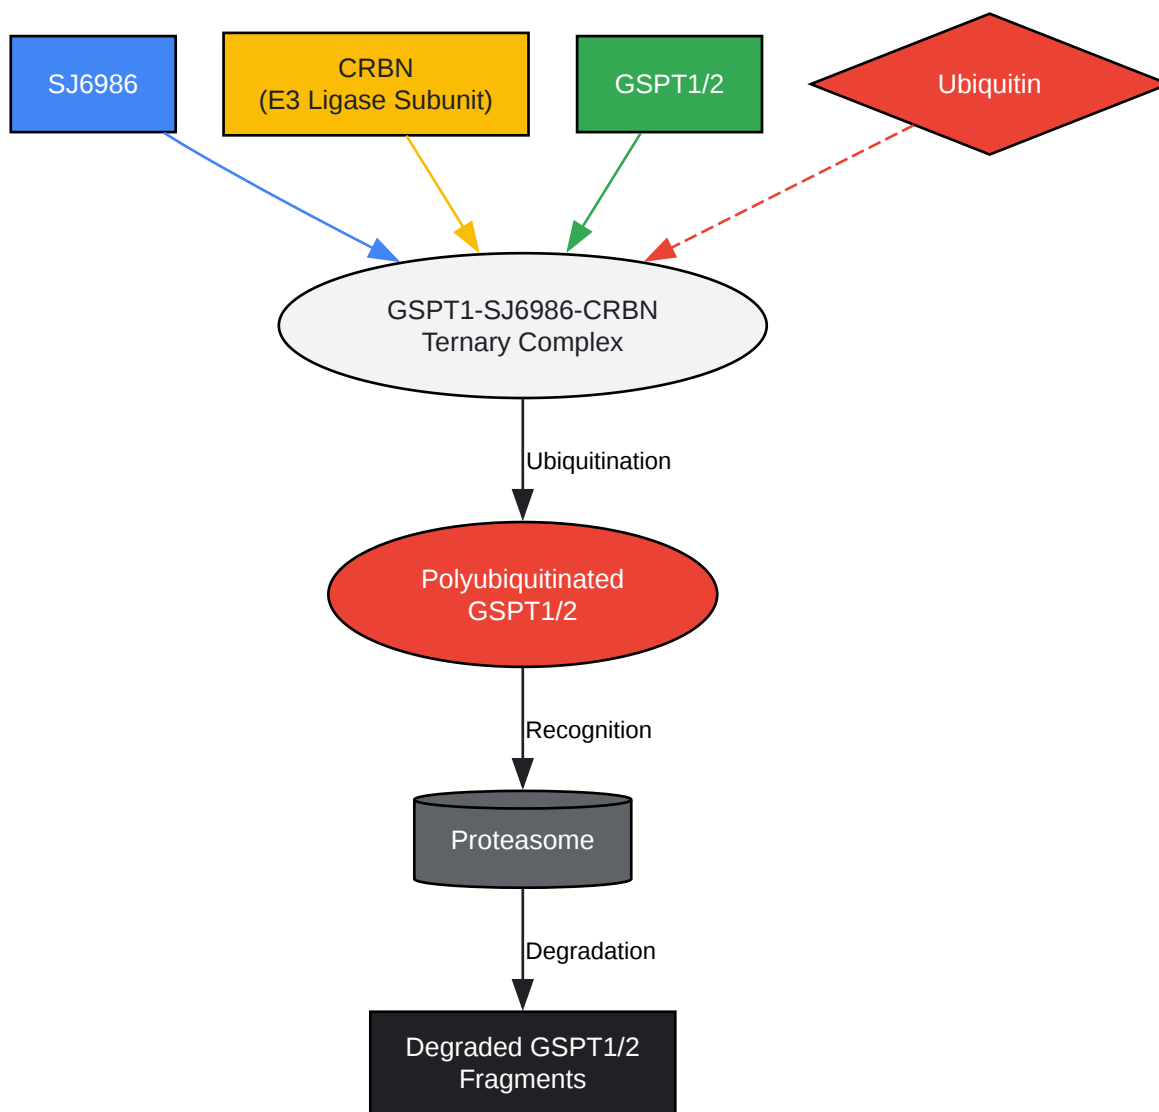 SJ6986
CRBN
(E3 Ligase Subunit)
GSPT1/2
Ubiquitin
GSPT1-SJ6986-CRBN
Ternary Complex
Ubiquitination
Polyubiquitinated
GSPT1/2
Recognition
Proteasome
Degradation
Degraded GSPT1/2
Fragments